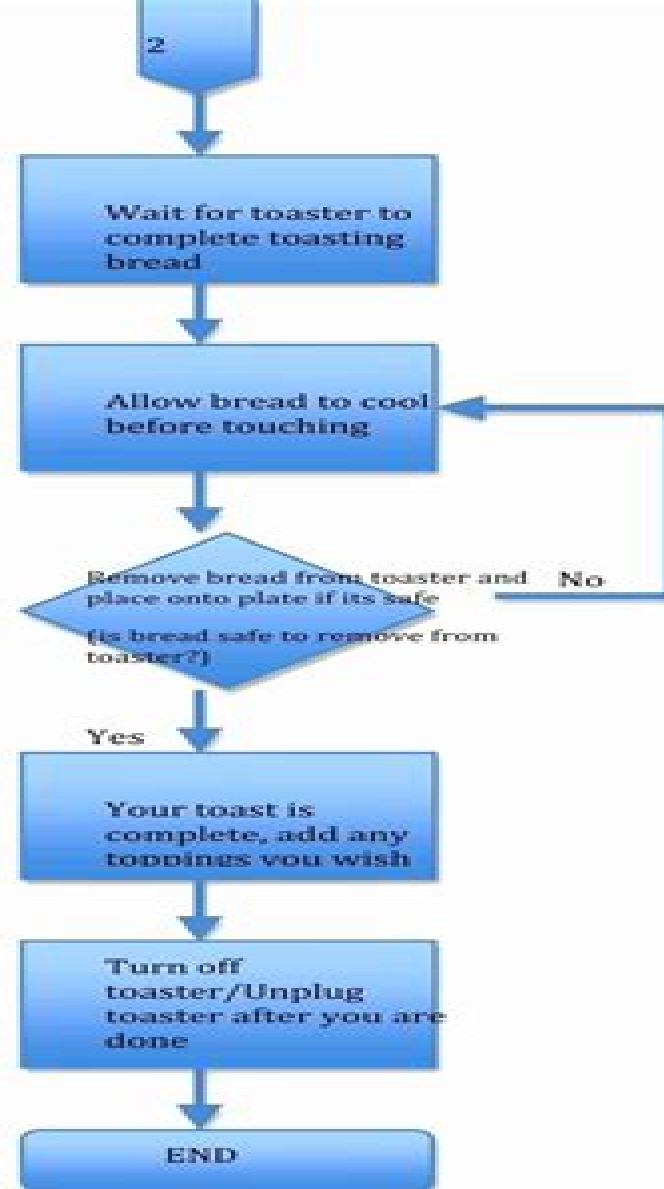 2
Wait for toaster to
complete toasting
bread
Allow bread to cool
before touching
Remove bread from toaster and
place onto plate if its safe
No
(is bread safe to remove from
toaster?)
Yes
Your toast is
complete, add any
toppings you wish
Turn off
toaster/Unplug
toaster after you are
done
END